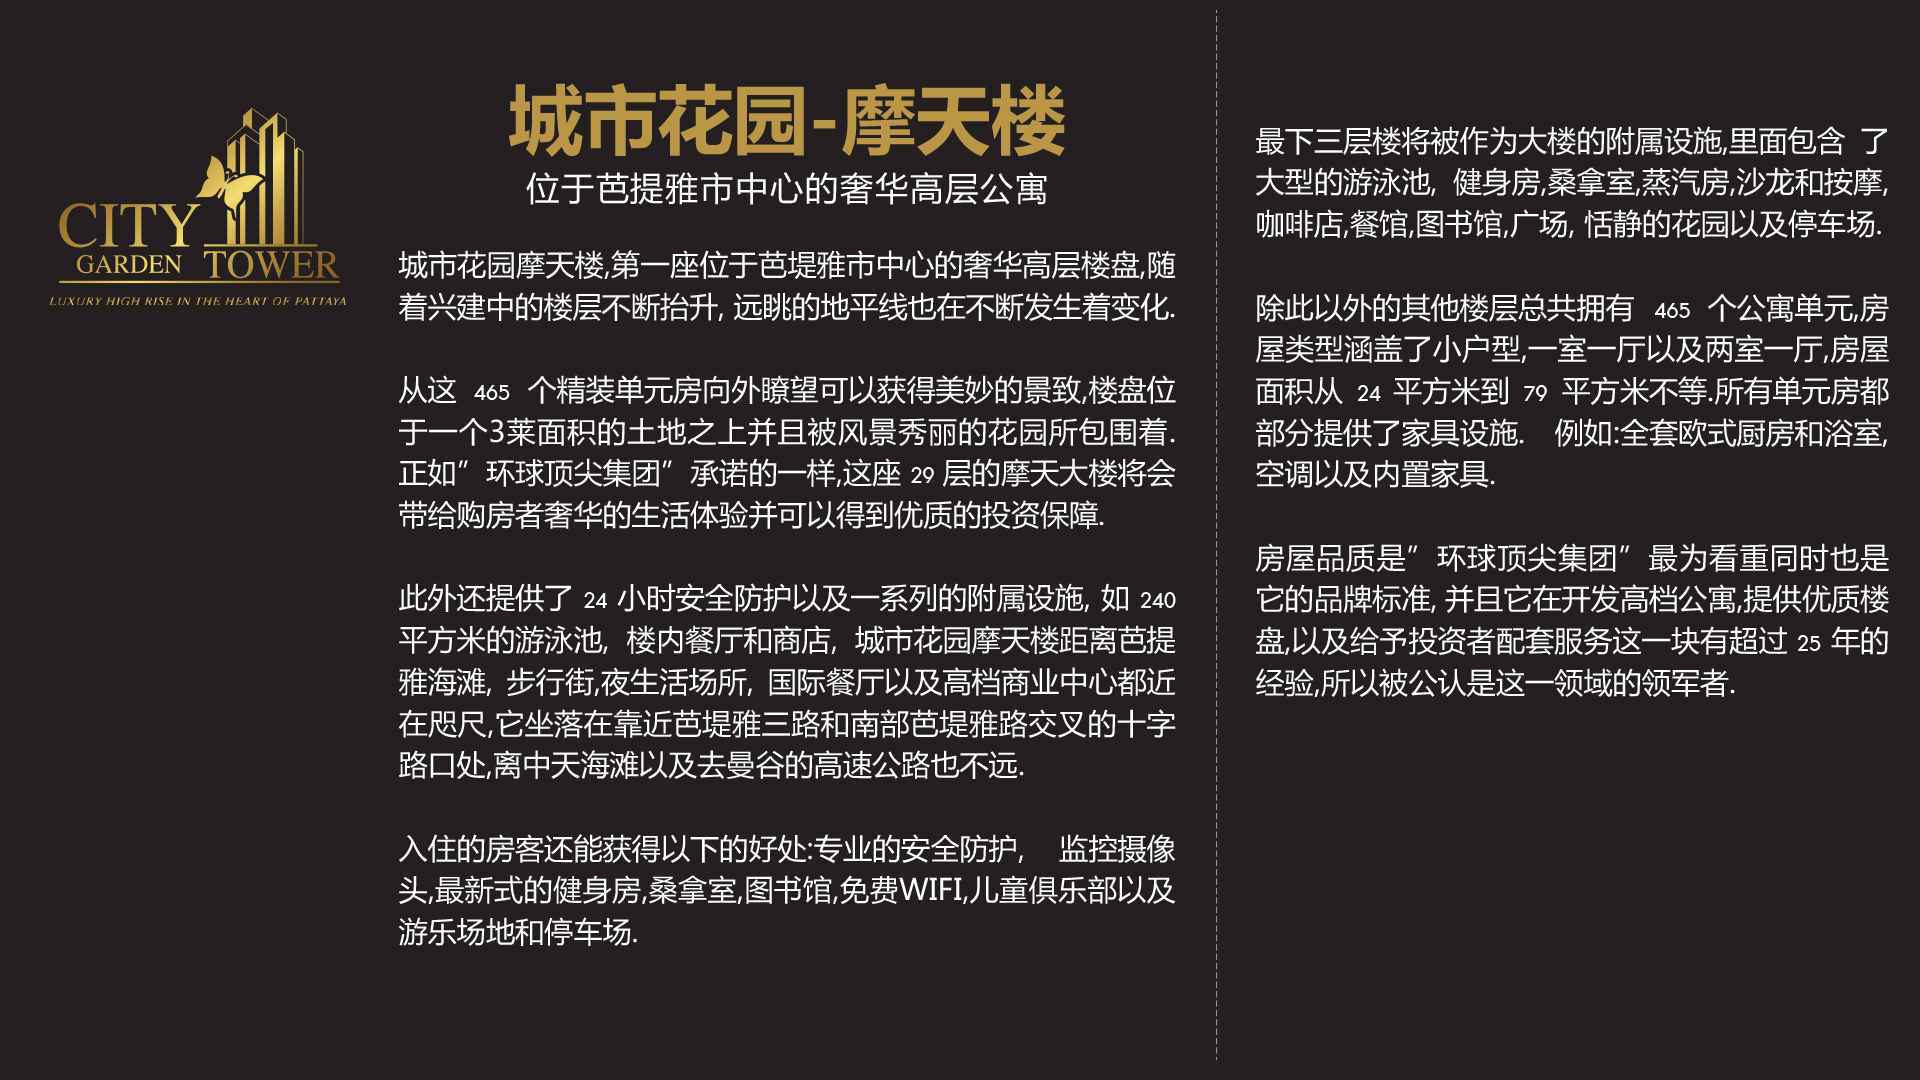 CITY
GARDEN TOWER
LUXURY HIGH RISE IN THE HEART OF PATTAYA
城市花园-摩天楼
位于芭提雅市中心的奢华高层公寓
城市花园摩天楼,第一座位于芭堤雅市中心的奢华高层楼盘,随
着兴建中的楼层不断抬升, 远眺的地平线也在不断发生着变化.
从这 465 个精装单元房向外瞭望可以获得美妙的景致,楼盘位
于一个3莱面积的土地之上并且被风景秀丽的花园所包围着.
正如”环球顶尖集团”承诺的一样,这座 29 层的摩天大楼将会
带给购房者奢华的生活体验并可以得到优质的投资保障.
此外还提供了 24 小时安全防护以及一系列的附属设施, 如 240
平方米的游泳池, 楼内餐厅和商店, 城市花园摩天楼距离芭提
雅海滩, 步行街,夜生活场所, 国际餐厅以及高档商业中心都近
在咫尺,它坐落在靠近芭堤雅三路和南部芭堤雅路交叉的十字
路口处,离中天海滩以及去曼谷的高速公路也不远.
入住的房客还能获得以下的好处:专业的安全防护, 监控摄像
头,最新式的健身房,桑拿室,图书馆,免费WIFI,儿童俱乐部以及
游乐场地和停车场.
最下三层楼将被作为大楼的附属设施,里面包含 了
大型的游泳池, 健身房,桑拿室,蒸汽房,沙龙和按摩,
咖啡店,餐馆,图书馆,广场, 恬静的花园以及停车场.
除此以外的其他楼层总共拥有 465 个公寓单元,房
屋类型涵盖了小户型,一室一厅以及两室一厅,房屋
面积从 24 平方米到 79 平方米不等.所有单元房都
部分提供了家具设施. 例如:全套欧式厨房和浴室,
空调以及内置家具.
房屋品质是”环球顶尖集团”最为看重同时也是
它的品牌标准, 并且它在开发高档公寓,提供优质楼
盘,以及给予投资者配套服务这一块有超过 25 年的
经验,所以被公认是这一领域的领军者.